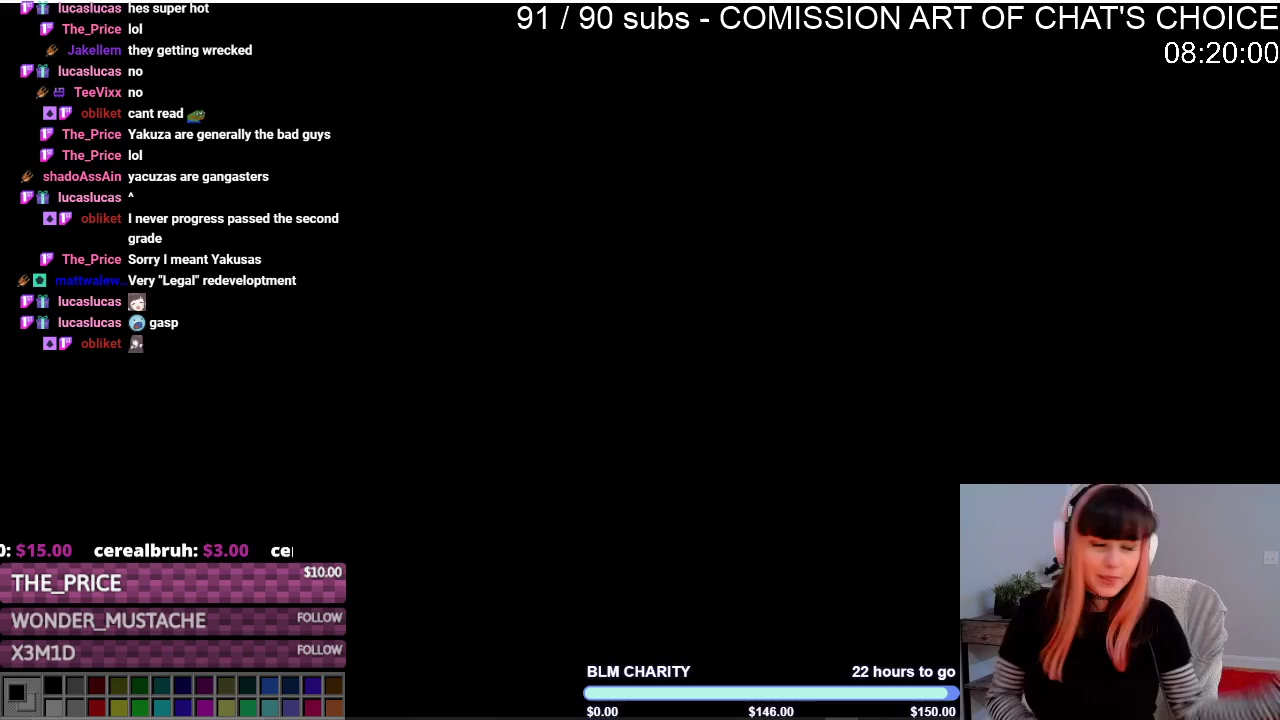 91 / 90 subs - COMISSION ART OF CHAT'S CHOICE
08:20:00
lucaslucas hes super hot
The_Price lol
Jakellem they getting wrecked
lucaslucas no
TeeVixx no
obliket cant read
The_Price Yakuza are generally the bad guys
The_Price lol
shadoAssAin yacuzas are gangasters
lucaslucas ^
obliket I never progress passed the second
grade
The_Price Sorry I meant Yakusas
mattwalew.. Very "Legal" redeveloptment
lucaslucas
lucaslucas gasp
obliket
0: $15.00 cerealbruh: $3.00 ce
THE_PRICE $10.00
WONDER_MUSTACHE FOLLOW
X3M1D FOLLOW
BLM CHARITY 22 hours to go
$0.00 $146.00 $150.00